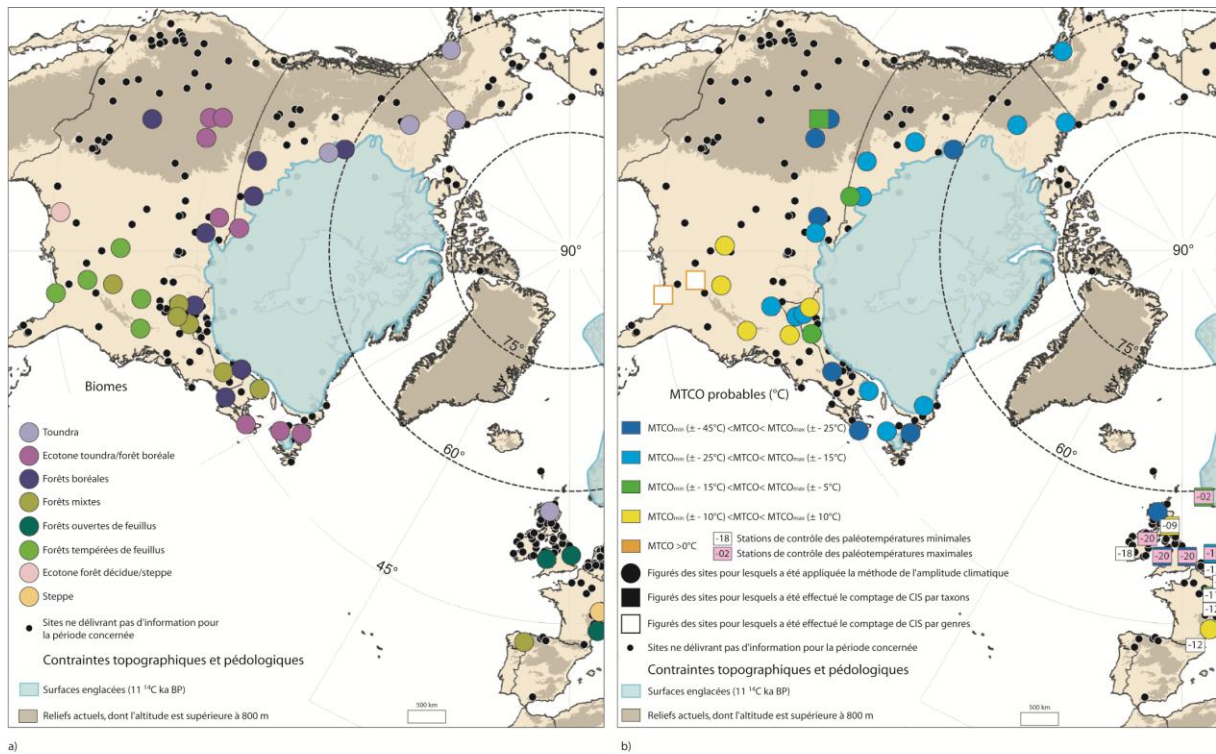 90°
75°
60°
45°
Biomes
Toundra
Ecotone toundra/forêt boréale
Forêts boréales
Forêts mixtes
Forêts ouvertes de feuillus
Forêts tempérées de feuillus
Ecotone forêt décidue/steppe
Steppe
Sites ne délivrant pas d'information pour
la période concernée
Contraintes topographiques et pédologiques
Surfaces englacées (11 ¹⁴C ka BP)
Reliefs actuels, dont l'altitude est supérieure à 800 m
500 km
a)
90°
75°
60°
45°
MTCO probables (°C)
MTCOmin (± - 45°C) <MTCO< MTCOmax (± - 25°C)
MTCOmin (± - 25°C) <MTCO< MTCOmax (± - 15°C)
MTCOmin (± - 15°C) <MTCO< MTCOmax (± - 5°C)
MTCOmin (± - 10°C) <MTCO< MTCOmax (± 10°C)
MTCO >0°C
-18 Stations de contrôle des paléotempératures minimales
-02 Stations de contrôle des paléotempératures maximales
Figurés des sites pour lesquels a été appliquée la méthode de l'amplitude climatique
Figurés des sites pour lesquels a été effectué le comptage de CIS par taxons
Figurés des sites pour lesquels a été effectué le comptage de CIS par genres
Sites ne délivrant pas d'information pour la période concernée
Contraintes topographiques et pédologiques
Surfaces englacées (11 ¹⁴C ka BP)
Reliefs actuels, dont l'altitude est supérieure à 800 m
500 km
-02
-09
-20
-18
-20
-20
-12
b)